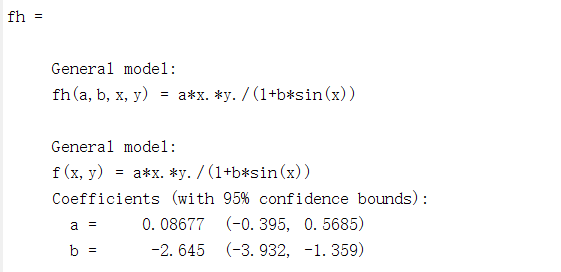 fh =
General model:
fh(a,b,x,y) = a*x.*y./(1+b*sin(x))
General model:
f(x,y) = a*x.*y./(1+b*sin(x))
Coefficients (with 95% confidence bounds):
a = 0.08677 (-0.395, 0.5685)
b = -2.645 (-3.932, -1.359)